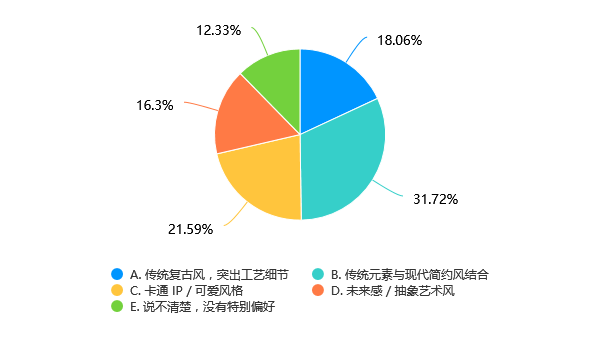 12.33%
18.06%
16.3%
31.72%
21.59%
A. 传统复古风，突出工艺细节
B. 传统元素与现代简约风结合
C. 卡通 IP / 可爱风格
D. 未来感 / 抽象艺术风
E. 说不清楚，没有特别偏好